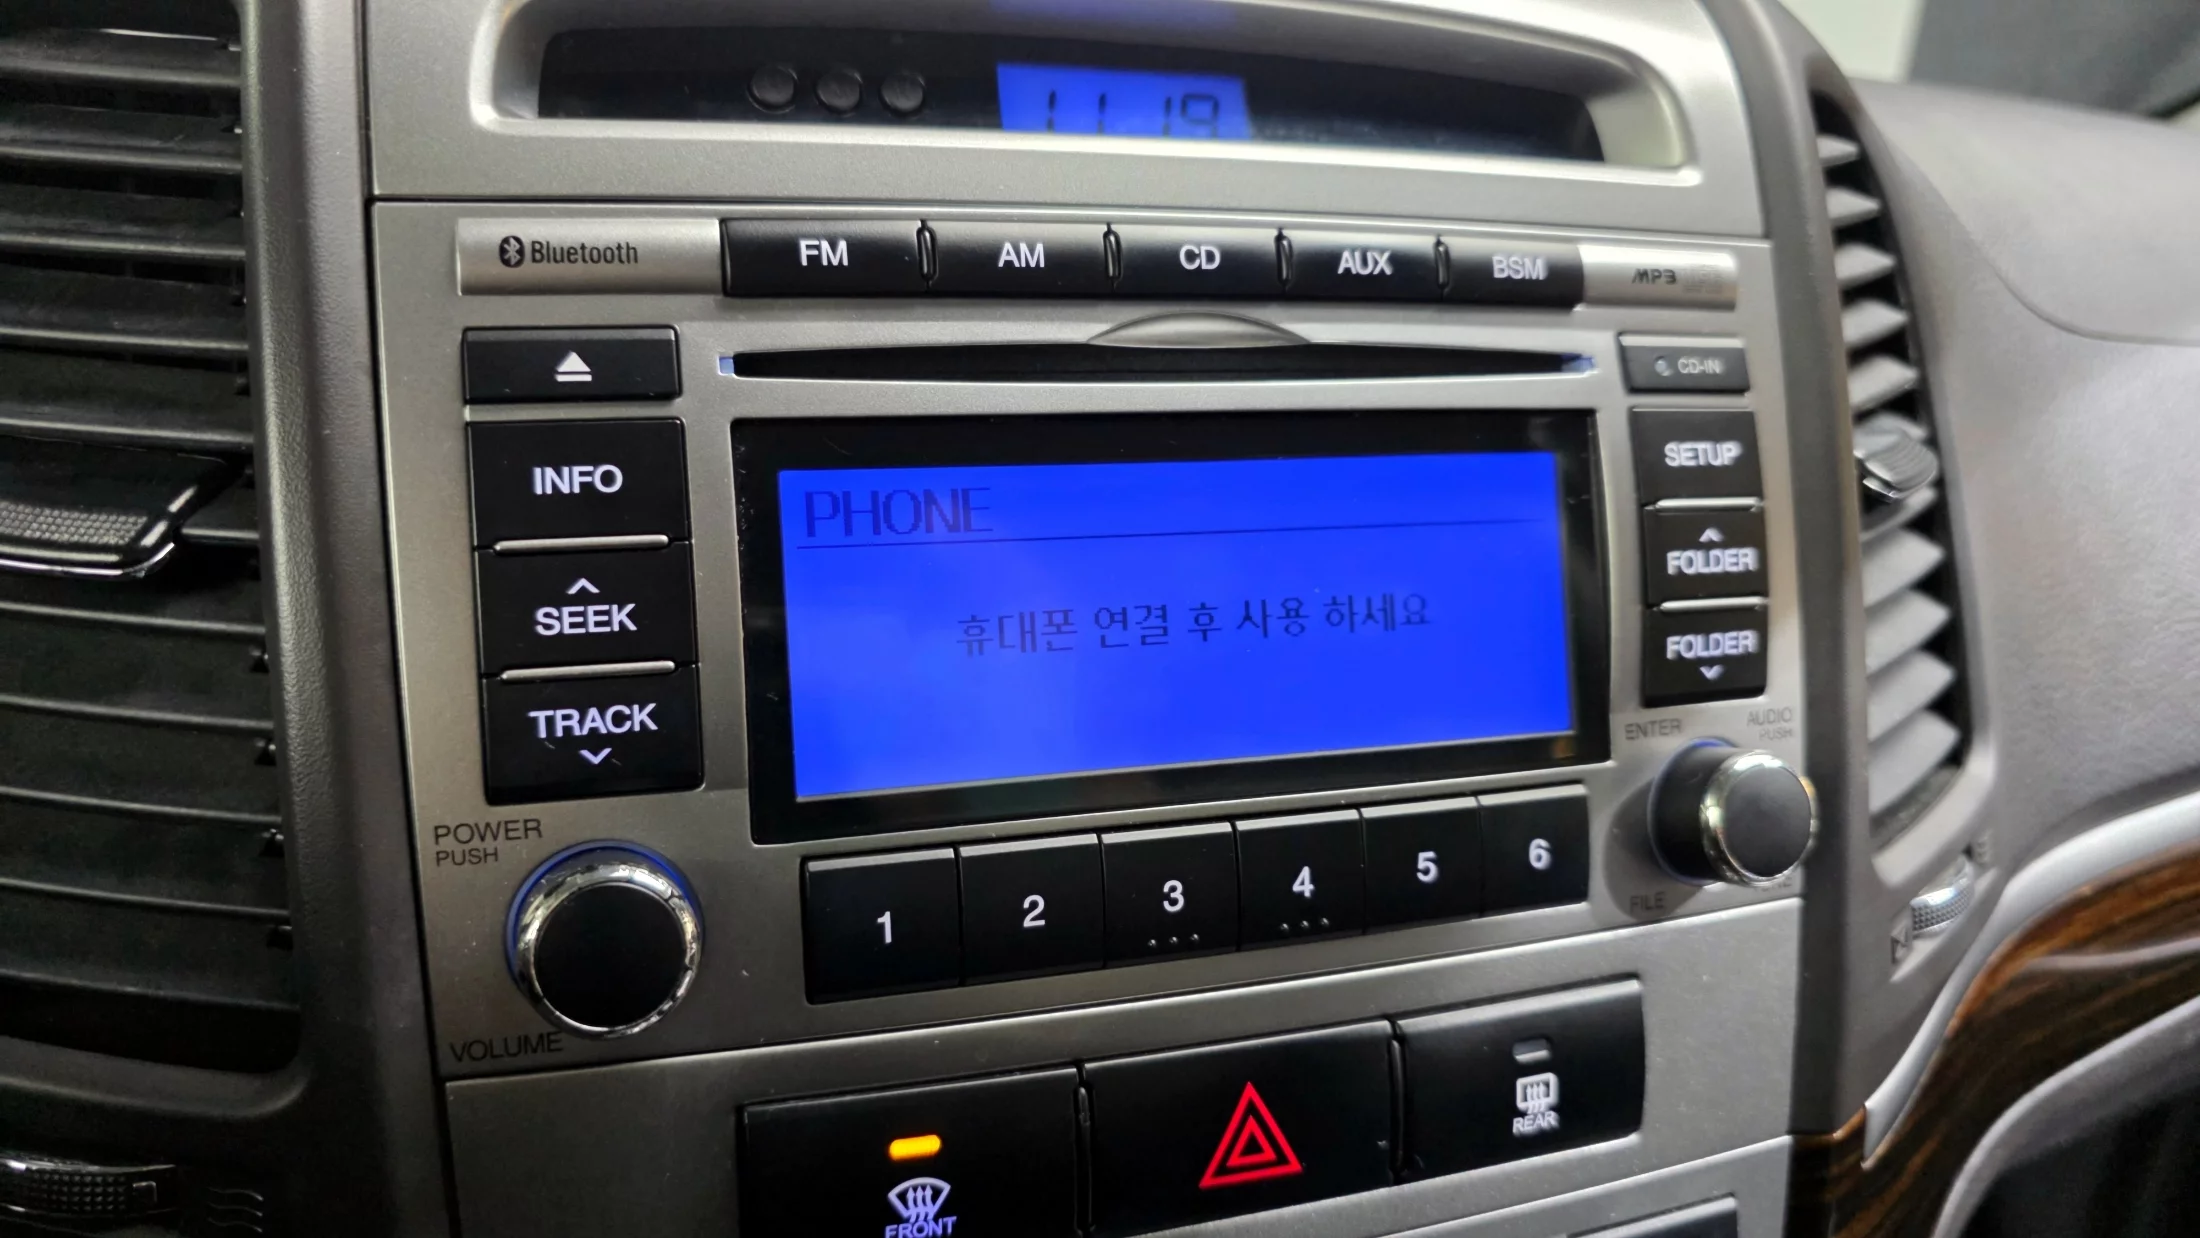 11 19
Bluetooth
FM
AM
CD
AUX
BSM
MP3
CD-IN
INFO
SEEK
TRACK
PHONE
휴대폰 연결 후 사용 하세요
SETUP
FOLDER
FOLDER
ENTER
AUDIO
PUSH
POWER
PUSH
VOLUME
1
2
3
4
5
6
FILE
FRONT
REAR